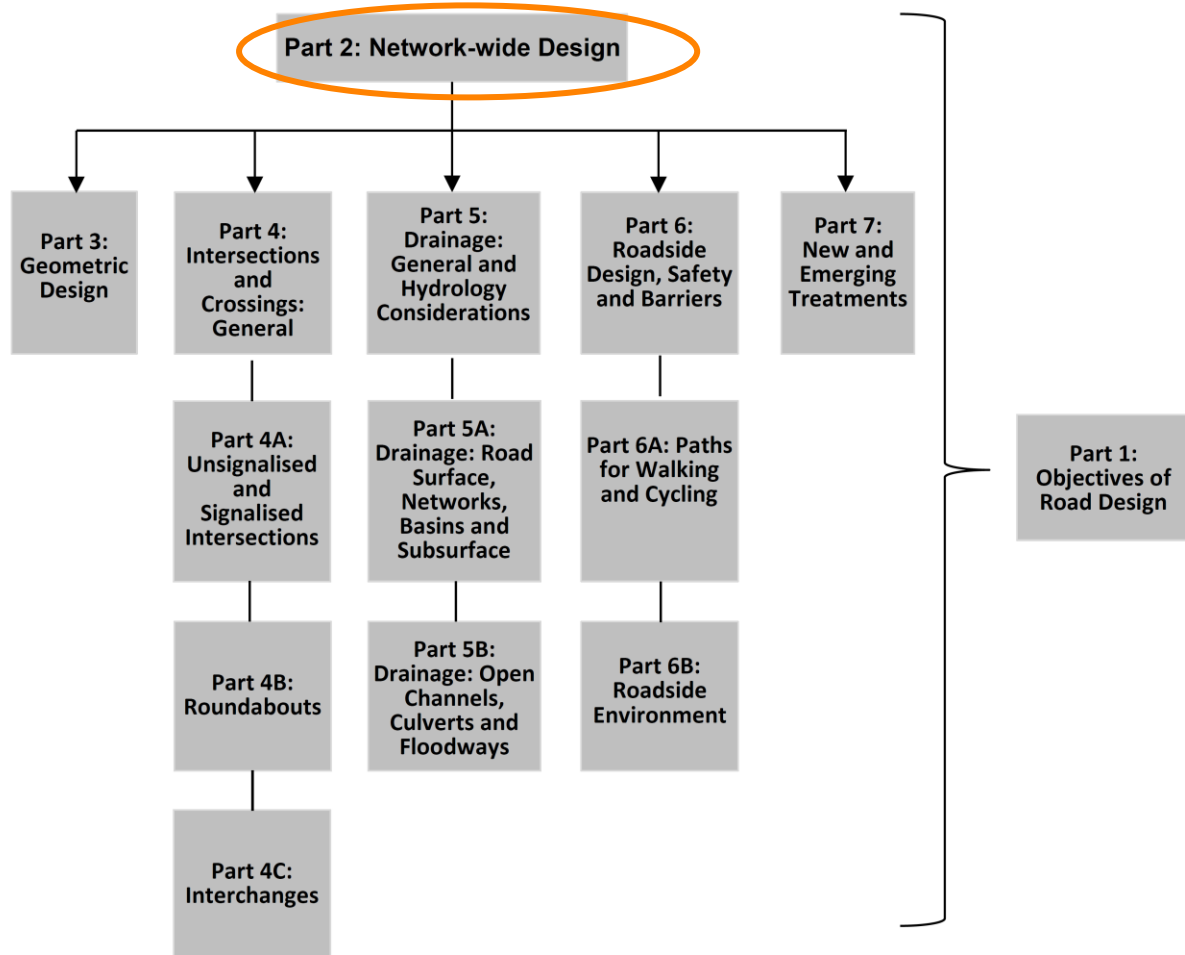 Part 2: Network-wide Design
Part 3:
Geometric
Design
Part 4:
Intersections
and
Crossings:
General
Part 5:
Drainage:
General and
Hydrology
Considerations
Part 6:
Roadside
Design, Safety
and Barriers
Part 7:
New and
Emerging
Treatments
Part 4A:
Unsignalised
and
Signalised
Intersections
Part 5A:
Drainage: Road
Surface,
Networks,
Basins and
Subsurface
Part 6A: Paths
for Walking
and Cycling
Part 1:
Objectives of
Road Design
Part 4B:
Roundabouts
Part 5B:
Drainage: Open
Channels,
Culverts and
Floodways
Part 6B:
Roadside
Environment
Part 4C:
Interchanges